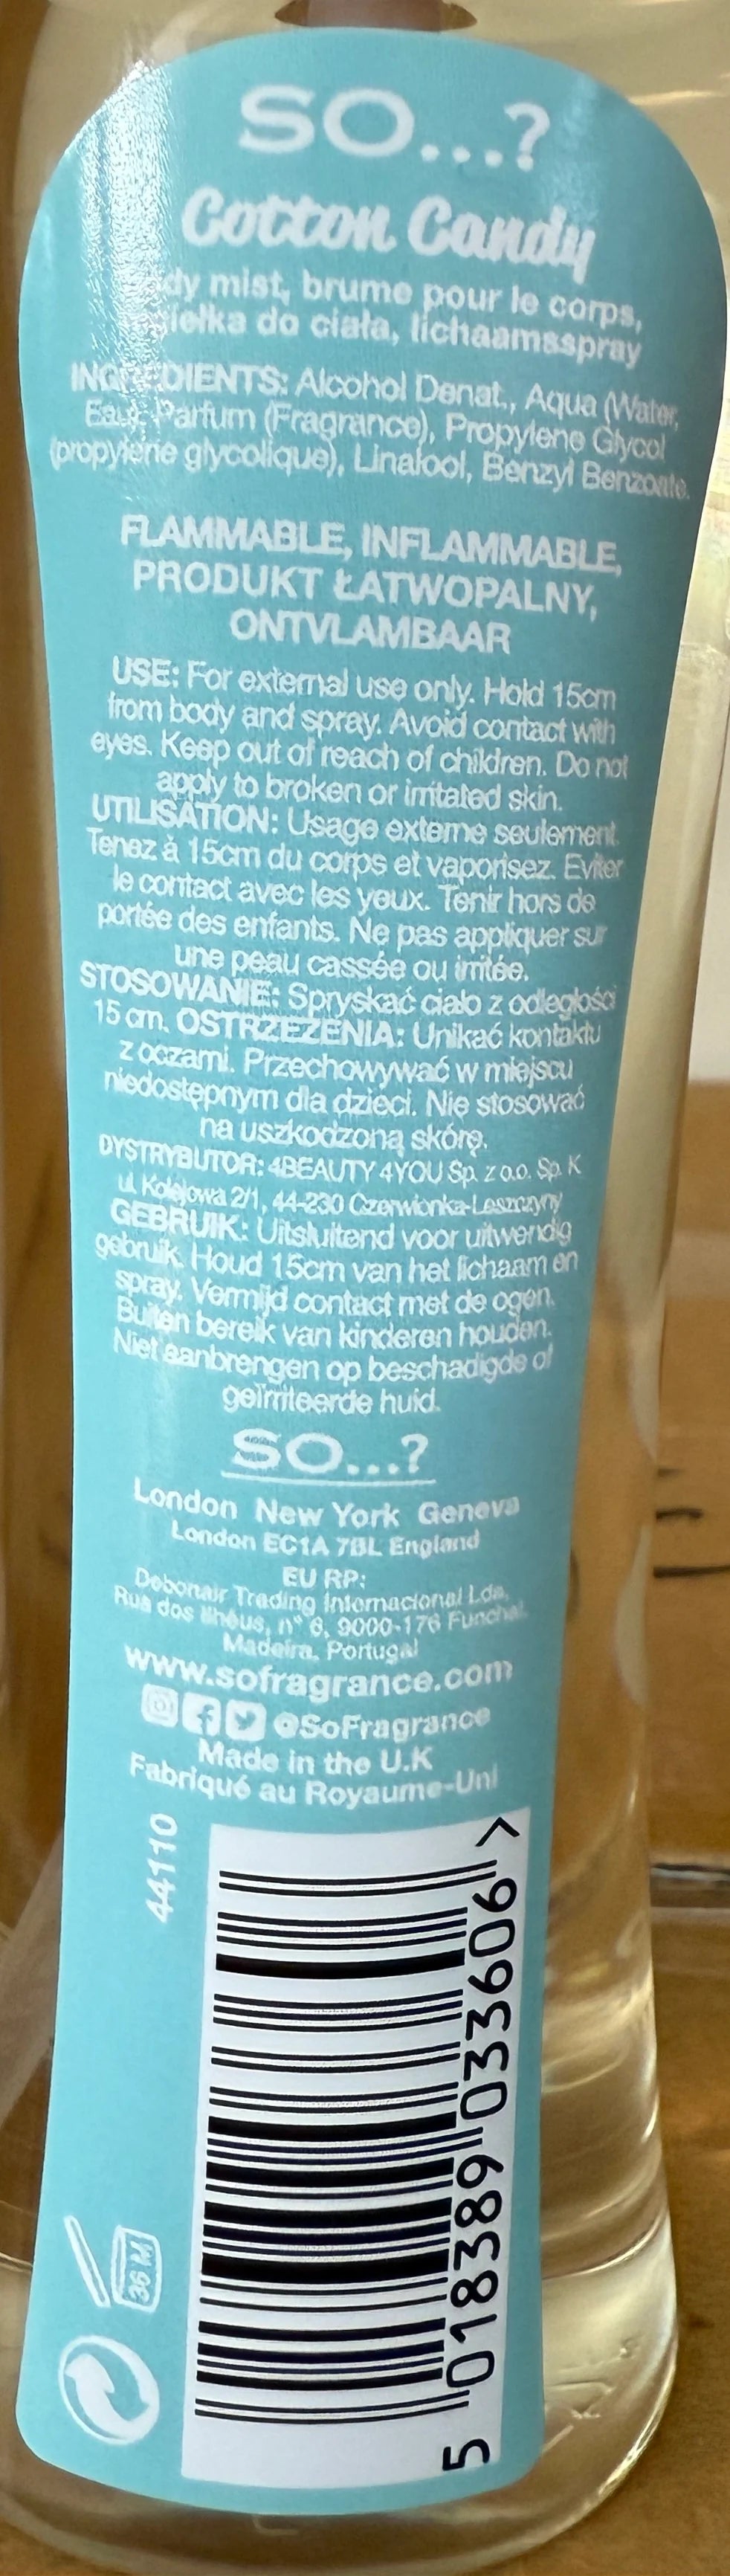 SO...?
Cotton Candy
dy mist, brume pour le corps,
giełka do ciała, lichaamsspray
INGREDIENTS: Alcohol Denat., Aqua (Water,
Eau), Parfum (Fragrance), Propylene Glycol
(propylene glycolique), Linalool, Benzyl Benzoate.
FLAMMABLE, INFLAMMABLE,
PRODUKT ŁATWOPALNY,
ONTVLAMBAAR
USE: For external use only. Hold 15cm
from body and spray. Avoid contact with
eyes. Keep out of reach of children. Do not
apply to broken or irritated skin.
UTILISATION: Usage externe seulement.
Tenez à 15cm du corps et vaporisez. Eviter
le contact avec les yeux. Tenir hors de
portée des enfants. Ne pas appliquer sur
une peau cassée ou irritée.
STOSOWANIE: Spryskać ciało z odległości
15 cm. OSTRZEŻENIA: Unikać kontaktu
z oczami. Przechowywać w miejscu
niedostępnym dla dzieci. Nie stosować
na uszkodzoną skórę.
DYSTRYBUTOR: 4BEAUTY 4YOU Sp. z o.o. Sp. K
ul. Kolejowa 2/1, 44-230 Czerwionka-Leszczyny
GEBRUIK: Uitsluitend voor uitwendig
gebruik. Houd 15cm van het lichaam en
spray. Vermijd contact met de ogen.
Buiten bereik van kinderen houden.
Niet aanbrengen op beschadigde of
geïrriteerde huid.
SO...?
London New York Geneva
London EC1A 7BL England
EU RP:
Debonair Trading Internacional Lda,
Rua dos Ilhéus, nº 6, 9000-176 Funchal,
Madeira, Portugal
www.sofragrance.com
@SoFragrance
Made in the U.K
Fabriqué au Royaume-Uni
44110
36 M
5 018389 033606 >